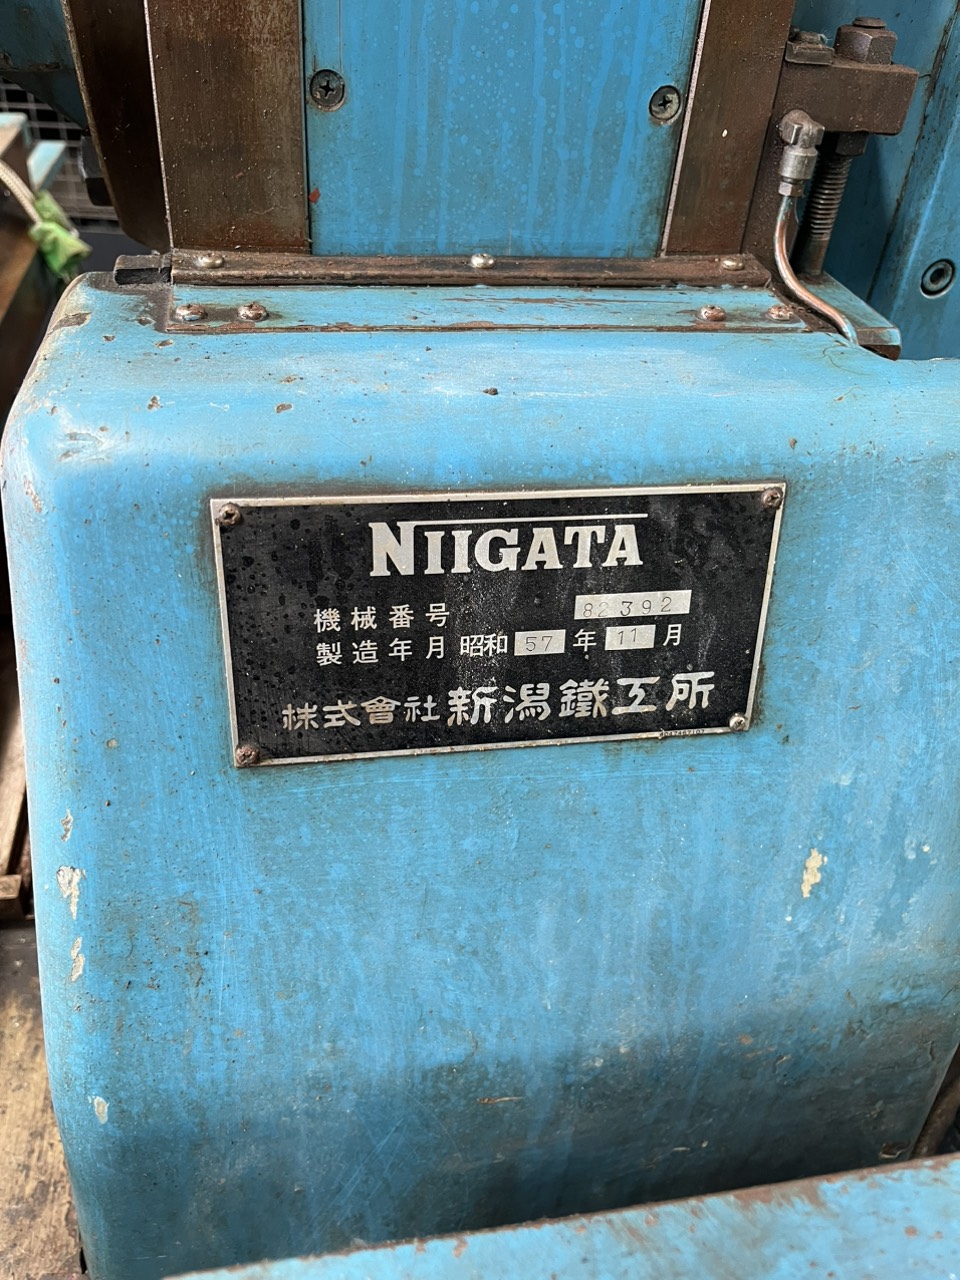 NIIGATA
機械番号 82392
製造年月 昭和 57 年 11 月
株式會社 新潟鐵工所